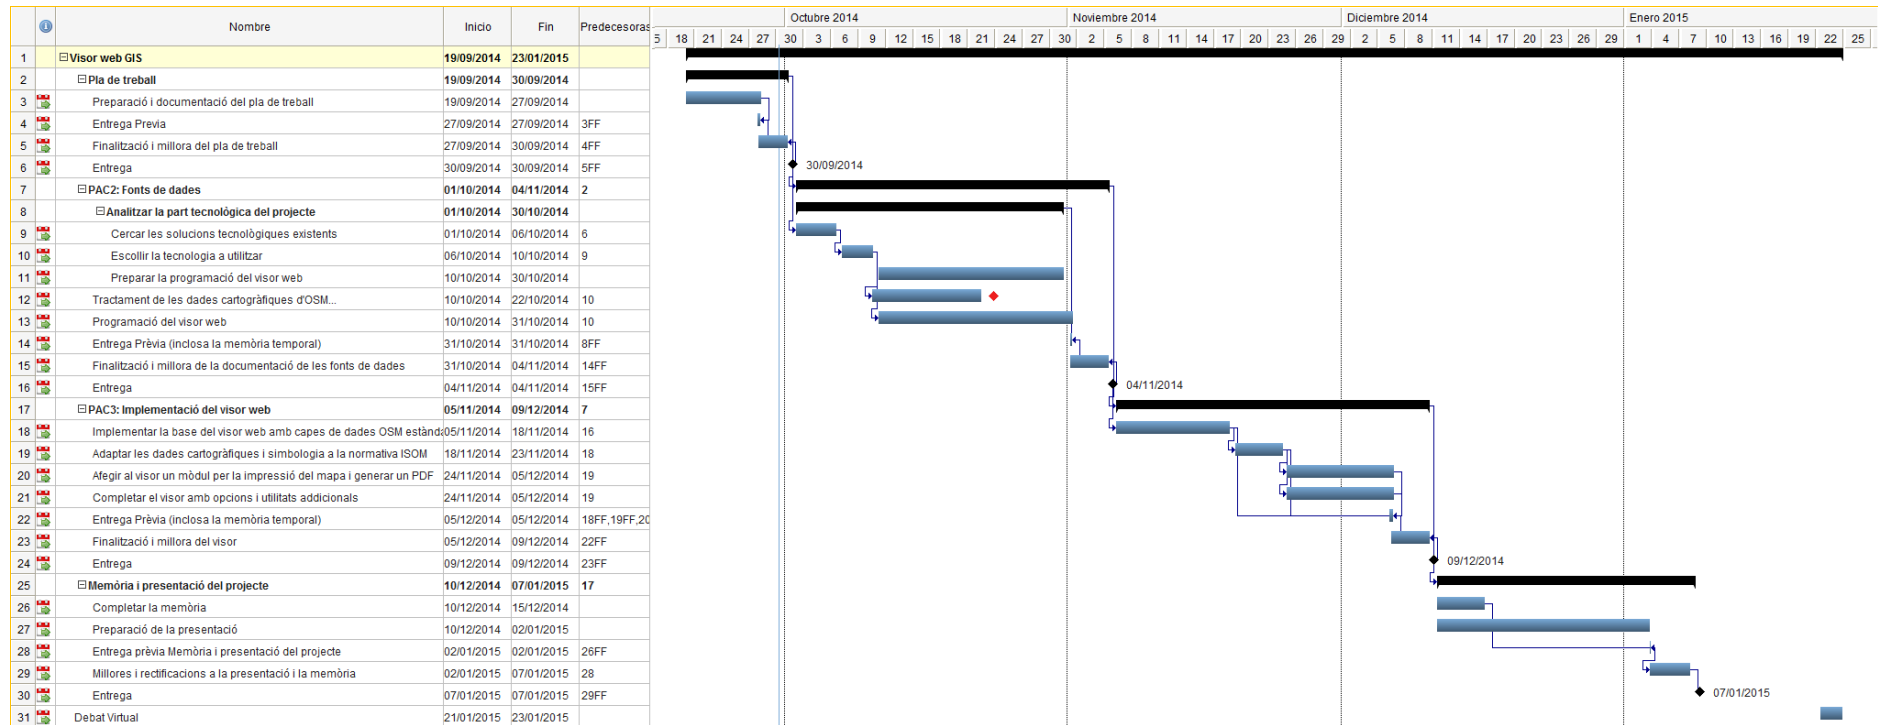 Nombre Inicio Fin Predecesoras
Octubre 2014 Noviembre 2014 Diciembre 2014 Enero 2015
5 18 21 24 27 30 3 6 9 12 15 18 21 24 27 30 2 5 8 11 14 17 20 23 26 29 2 5 8 11 14 17 20 23 26 29 1 4 7 10 13 16 19 22 25
1 Visor web GIS 19/09/2014 23/01/2015
2 Pla de treball 19/09/2014 30/09/2014
3 Preparació i documentació del pla de treball 19/09/2014 27/09/2014
4 Entrega Previa 27/09/2014 27/09/2014 3FF
5 Finalització i millora del pla de treball 27/09/2014 30/09/2014 4FF
6 Entrega 30/09/2014 30/09/2014 5FF 30/09/2014
7 PAC2: Fonts de dades 01/10/2014 04/11/2014 2
8 Analitzar la part tecnològica del projecte 01/10/2014 30/10/2014
9 Cercar les solucions tecnològiques existents 01/10/2014 06/10/2014 6
10 Escollir la tecnologia a utilitzar 06/10/2014 10/10/2014 9
11 Preparar la programació del visor web 10/10/2014 30/10/2014
12 Tractament de les dades cartogràfiques d'OSM... 10/10/2014 22/10/2014 10
13 Programació del visor web 10/10/2014 31/10/2014 10
14 Entrega Prèvia (inclosa la memòria temporal) 31/10/2014 31/10/2014 8FF
15 Finalització i millora de la documentació de les fonts de dades 31/10/2014 04/11/2014 14FF
16 Entrega 04/11/2014 04/11/2014 15FF 04/11/2014
17 PAC3: Implementació del visor web 05/11/2014 09/12/2014 7
18 Implementar la base del visor web amb capes de dades OSM estànda 05/11/2014 18/11/2014 16
19 Adaptar les dades cartogràfiques i simbologia a la normativa ISOM 18/11/2014 23/11/2014 18
20 Afegir al visor un mòdul per la impressió del mapa i generar un PDF 24/11/2014 05/12/2014 19
21 Completar el visor amb opcions i utilitats addicionals 24/11/2014 05/12/2014 19
22 Entrega Prèvia (inclosa la memòria temporal) 05/12/2014 05/12/2014 18FF,19FF,20
23 Finalització i millora del visor 05/12/2014 09/12/2014 22FF
24 Entrega 09/12/2014 09/12/2014 23FF 09/12/2014
25 Memòria i presentació del projecte 10/12/2014 07/01/2015 17
26 Completar la memòria 10/12/2014 15/12/2014
27 Preparació de la presentació 10/12/2014 02/01/2015
28 Entrega prèvia Memòria i presentació del projecte 02/01/2015 02/01/2015 26FF
29 Millores i rectificacions a la presentació i la memòria 02/01/2015 07/01/2015 28
30 Entrega 07/01/2015 07/01/2015 29FF 07/01/2015
31 Debat Virtual 21/01/2015 23/01/2015